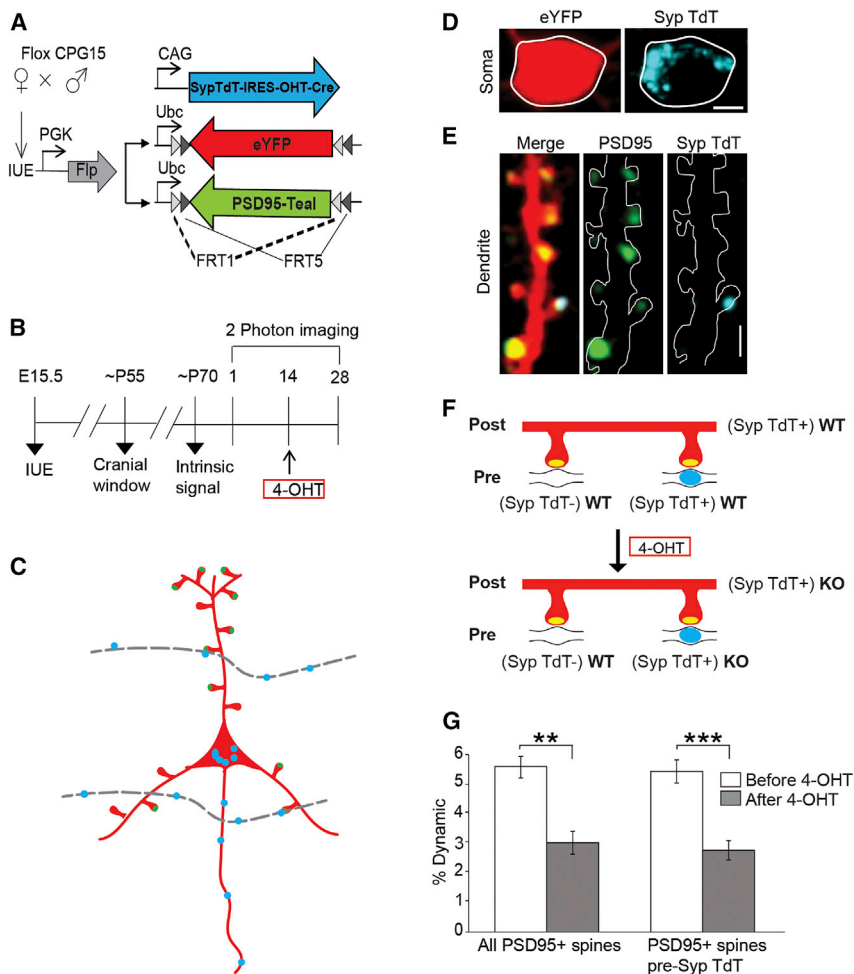 A
Flox CPG15
♀ × ♂
IUE
PGK
Flp
CAG
SypTdT-IRES-OHT-Cre
Ubc
eYFP
Ubc
PSD95-Teal
FRT1
FRT5
B
2 Photon imaging
E15.5 ~P55 ~P70 1 14 28
IUE
Cranial
window
Intrinsic
signal
4-OHT
C
D
eYFP Syp TdT
Soma
E
Merge PSD95 Syp TdT
Dendrite
F
Post (Syp TdT+) WT
Pre
(Syp TdT-) WT (Syp TdT+) WT
4-OHT
Post (Syp TdT+) KO
Pre
(Syp TdT-) WT (Syp TdT+) KO
G
% Dynamic
6
5
4
3
2
1
0
** ***
Before 4-OHT
After 4-OHT
All PSD95+ spines
PSD95+ spines
pre-Syp TdT